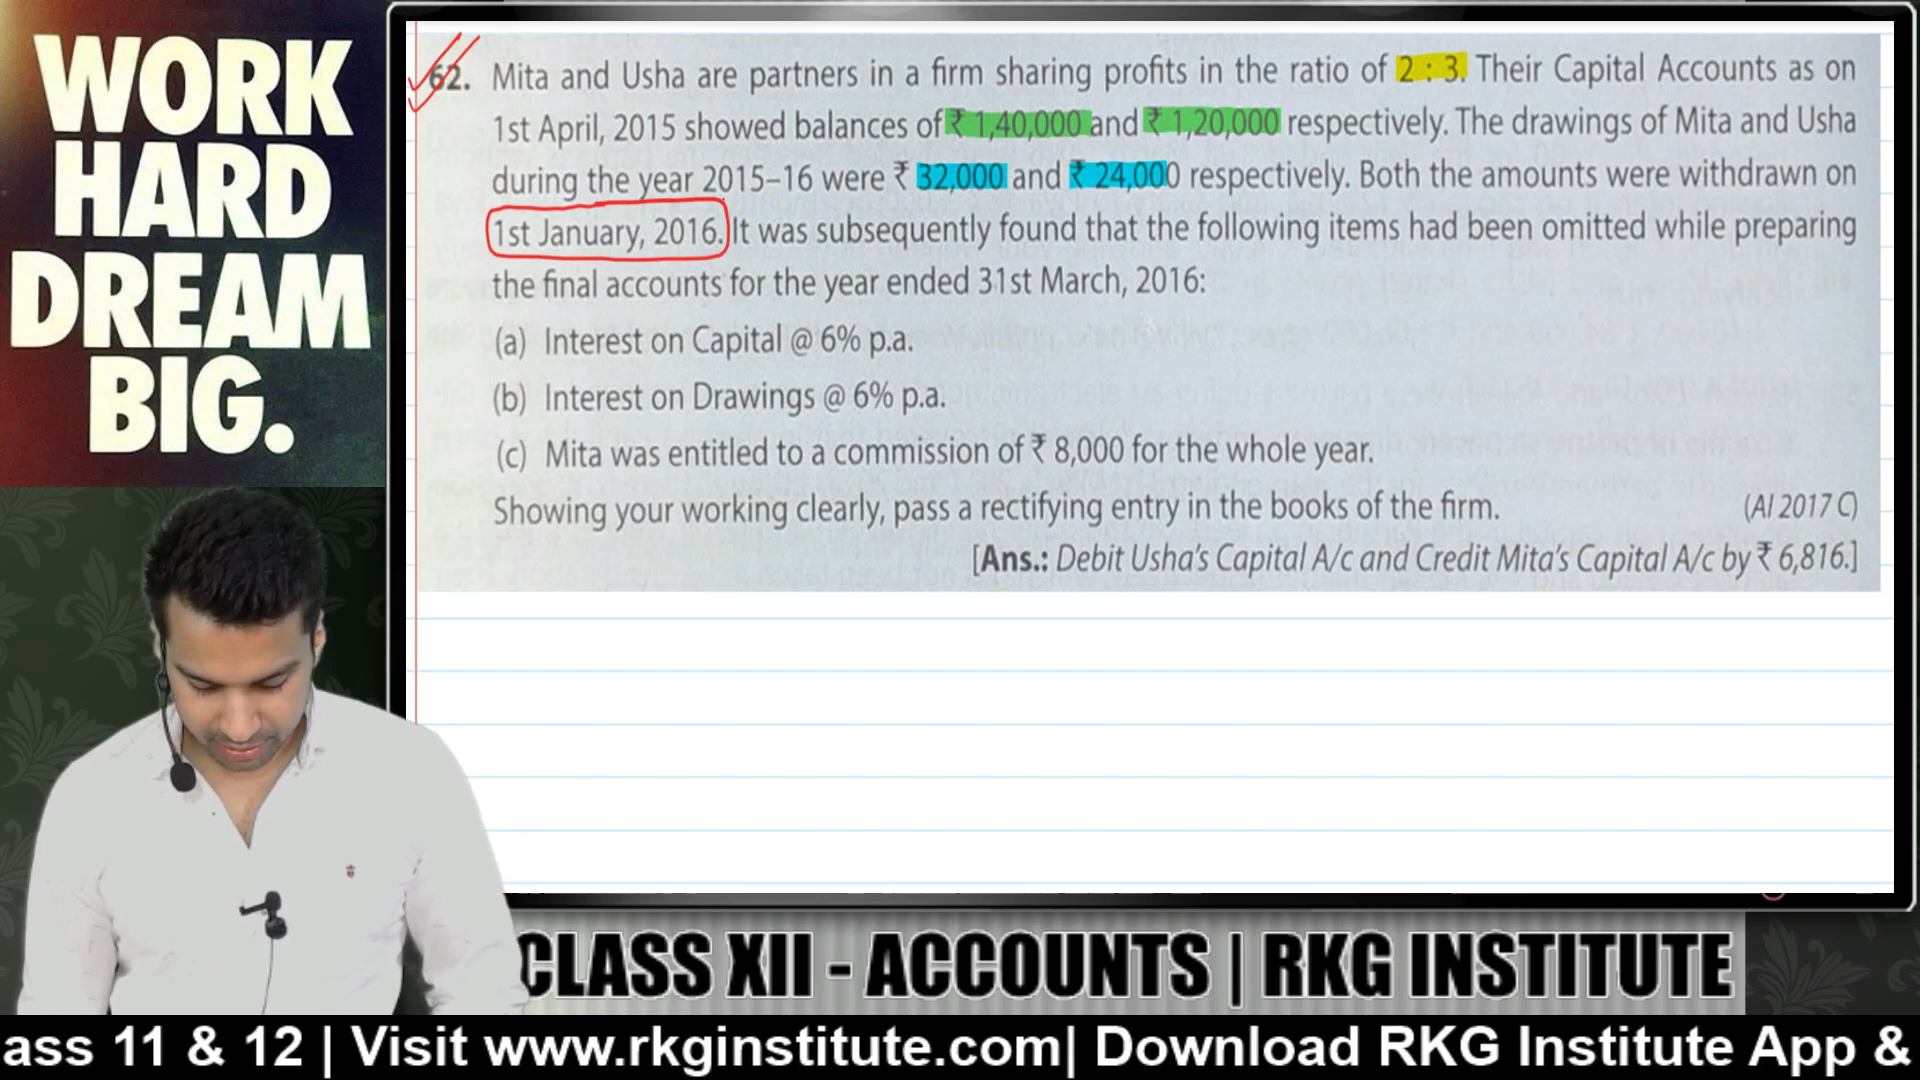 WORK
HARD
DREAM
BIG.
62. Mita and Usha are partners in a firm sharing profits in the ratio of 2 : 3. Their Capital Accounts as on
1st April, 2015 showed balances of ₹ 1,40,000 and ₹ 1,20,000 respectively. The drawings of Mita and Usha
during the year 2015–16 were ₹ 32,000 and ₹ 24,000 respectively. Both the amounts were withdrawn on
1st January, 2016. It was subsequently found that the following items had been omitted while preparing
the final accounts for the year ended 31st March, 2016:
(a) Interest on Capital @ 6% p.a.
(b) Interest on Drawings @ 6% p.a.
(c) Mita was entitled to a commission of ₹ 8,000 for the whole year.
Showing your working clearly, pass a rectifying entry in the books of the firm. (AI 2017 C)
[Ans.: Debit Usha's Capital A/c and Credit Mita's Capital A/c by ₹ 6,816.]
CLASS XII - ACCOUNTS | RKG INSTITUTE
ass 11 & 12 | Visit www.rkginstitute.com| Download RKG Institute App &